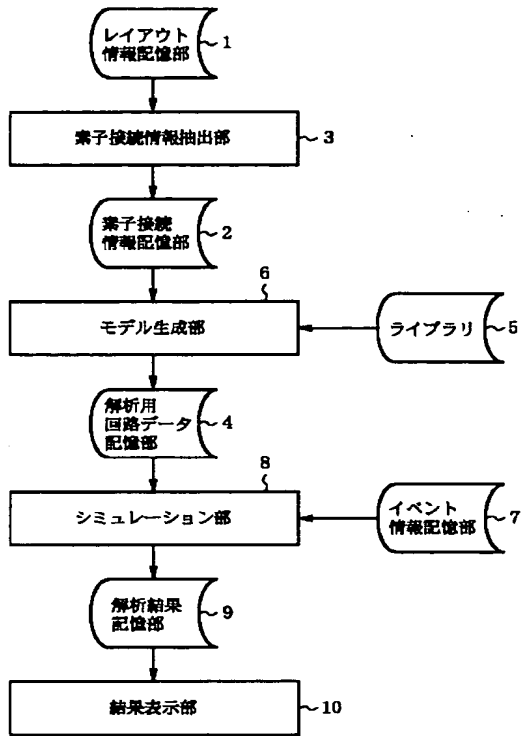 レイアウト
情報記憶部
1
素子接続情報抽出部
3
素子接続
情報記憶部
2
6
モデル生成部
ライブラリ
5
解析用
回路データ
記憶部
4
8
シミュレーション部
イベント
情報記憶部
7
解析結果
記憶部
9
結果表示部
10